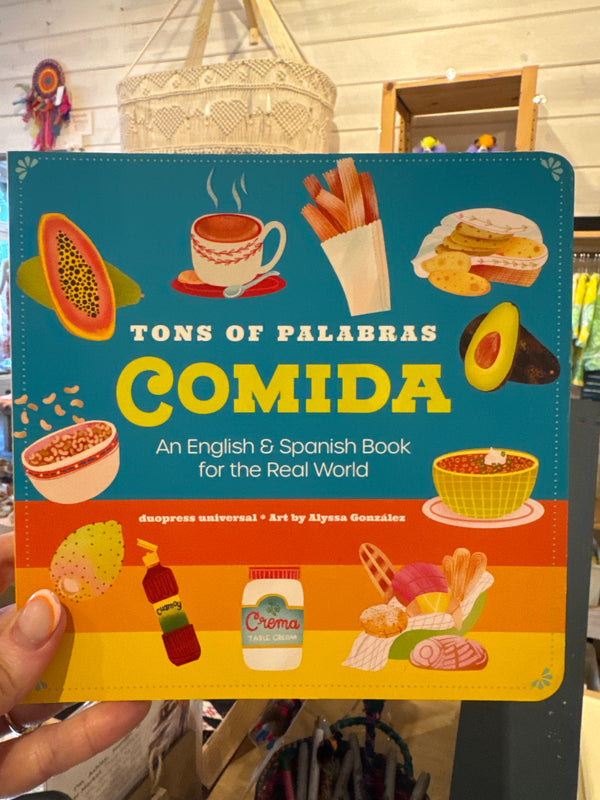 TONS OF PALABRAS
COMIDA
An English & Spanish Book
for the Real World
duopress universal * Art by Alyssa González
Chamoy
Crema
TABLE CREAM